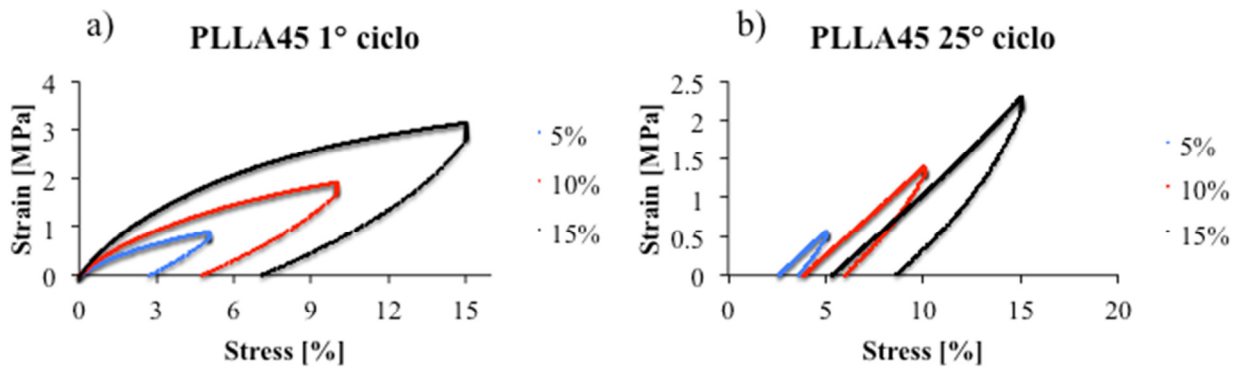 a)
PLLA45 1° ciclo
Strain [MPa]
4
3
2
1
0
0 3 6 9 12 15
Stress [%]
5%
10%
15%
b)
PLLA45 25° ciclo
Strain [MPa]
2.5
2
1.5
1
0.5
0
0 5 10 15 20
Stress [%]
5%
10%
15%